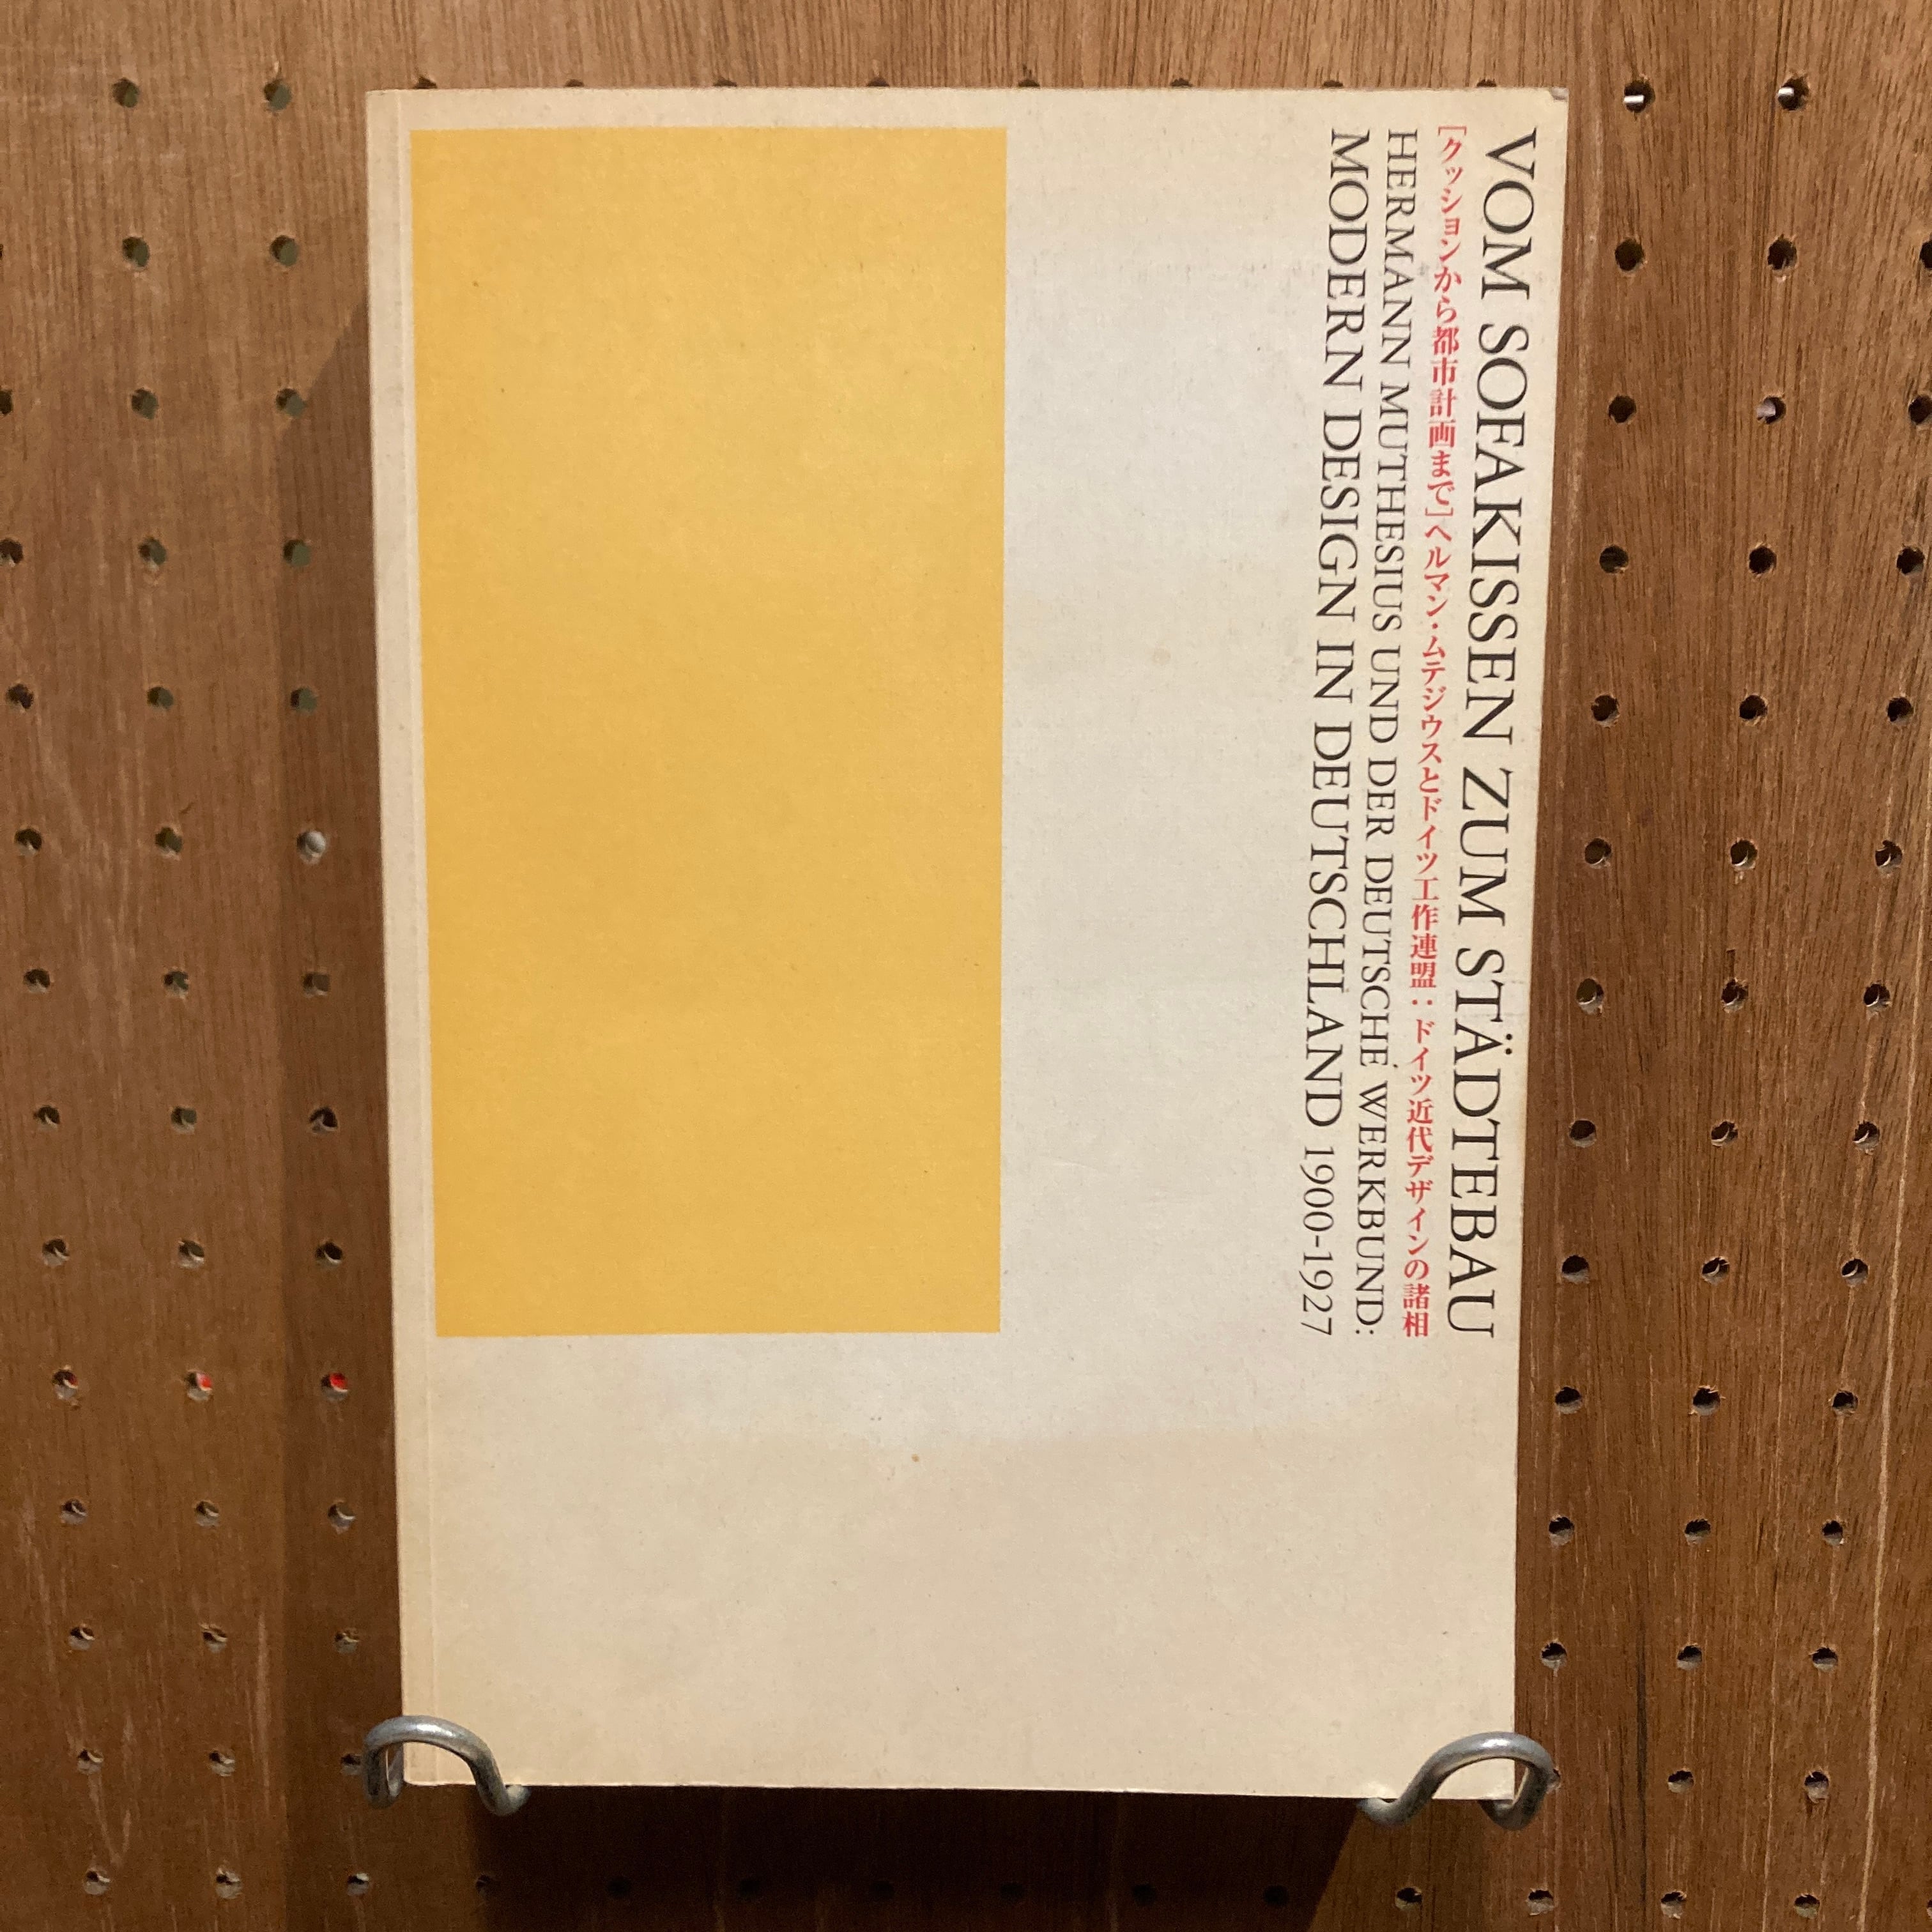 VOM SOFAKISSEN ZUM STÄDTEBAU
[クッションから都市計画まで]ヘルマン・ムテジウスとドイツ工作連盟：ドイツ近代デザインの諸相
HERMANN MUTHESIUS UND DER DEUTSCHE WERKBUND:
MODERN DESIGN IN DEUTSCHLAND 1900-1927